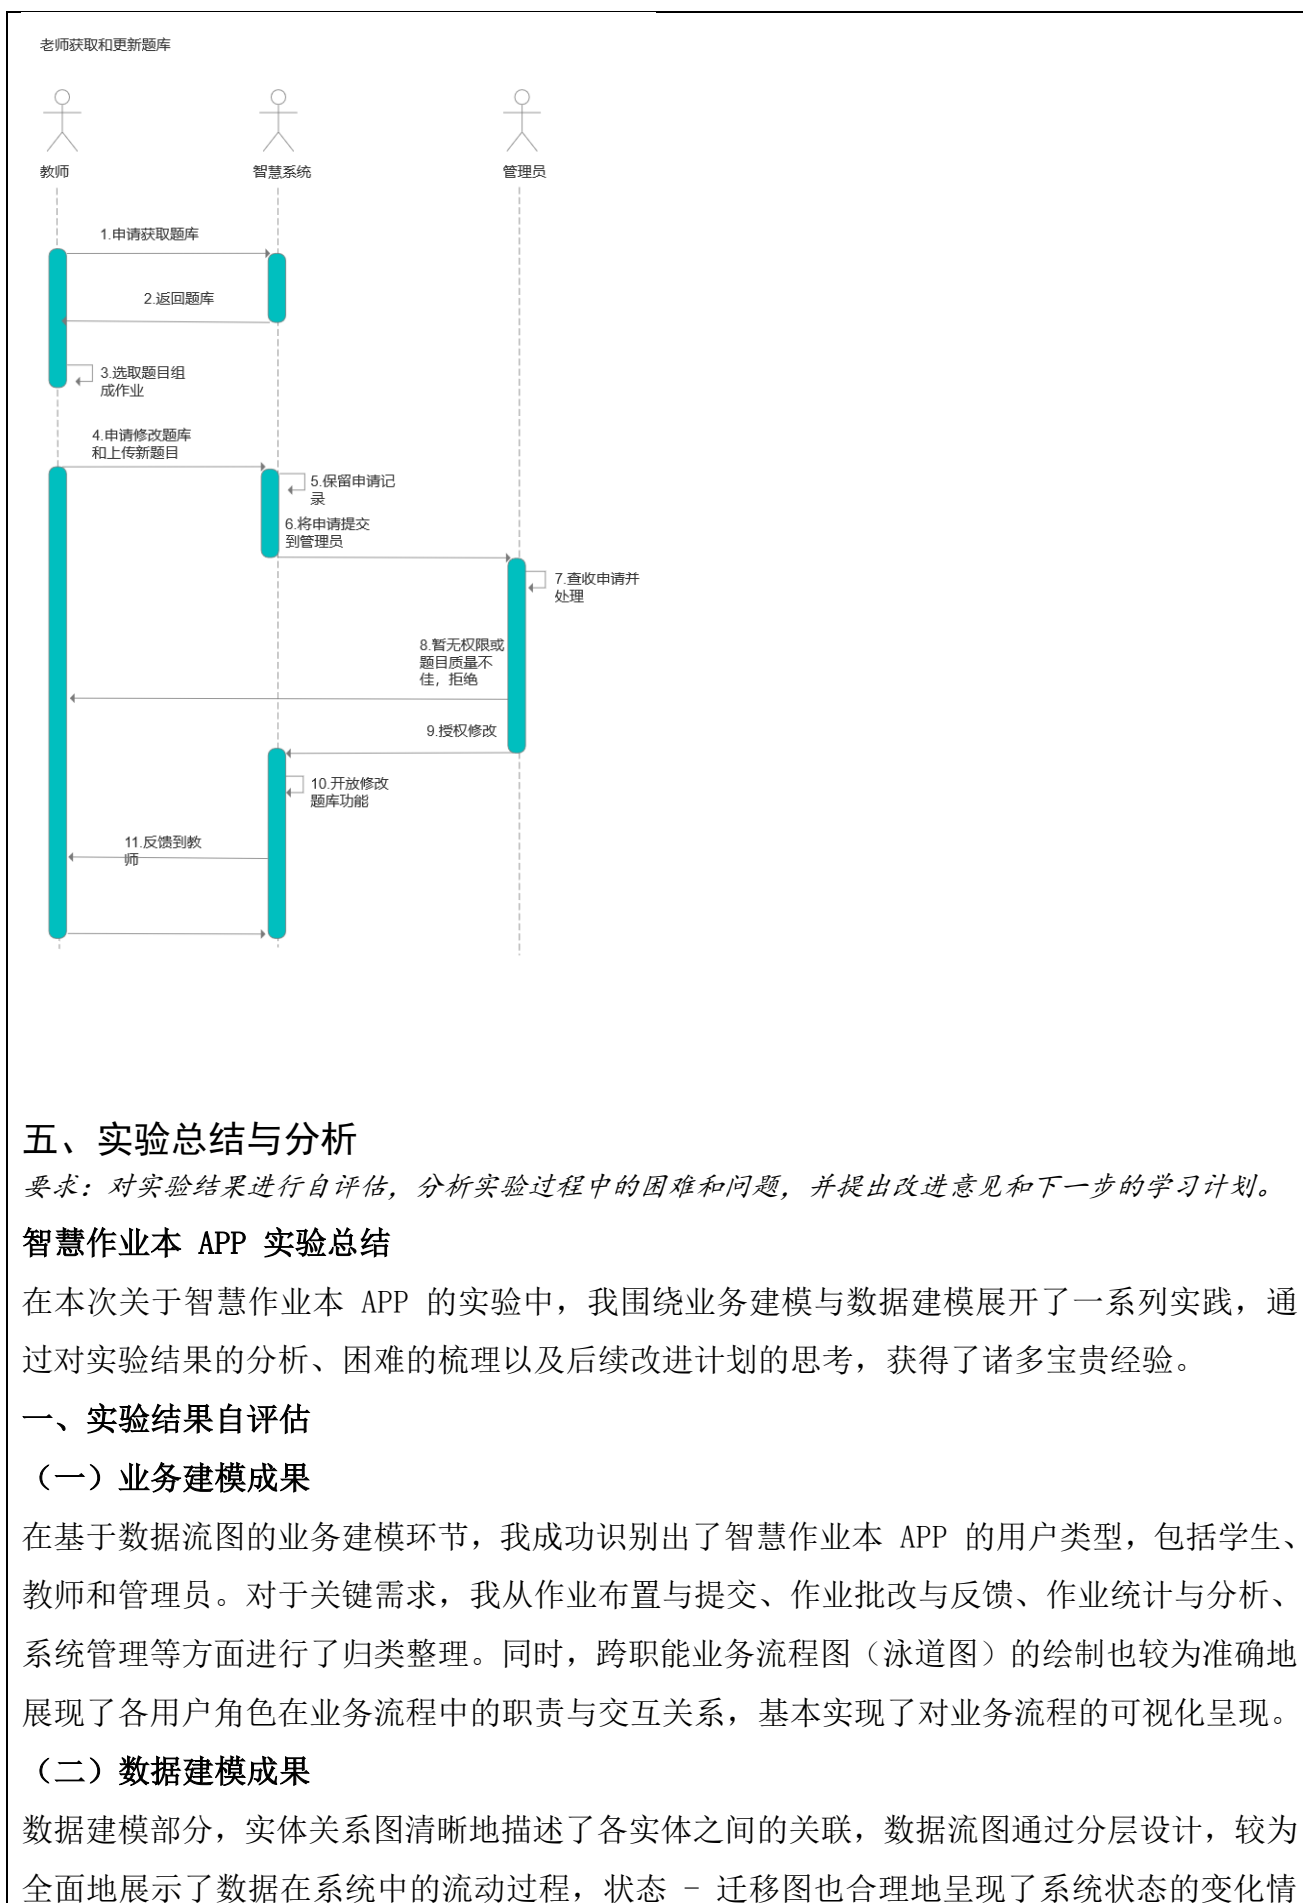 老师获取和更新题库
教师
智慧系统
管理员
1.申请获取题库
2.返回题库
3.选取题目组
成作业
4.申请修改题库
和上传新题目
5.保留申请记
录
6.将申请提交
到管理员
7.查收申请并
处理
8.暂无权限或
题目质量不
佳，拒绝
9.授权修改
10.开放修改
题库功能
11.反馈到教
师
五、实验总结与分析
要求：对实验结果进行自评估，分析实验过程中的困难和问题，并提出改进意见和下一步的学习计划。
智慧作业本 APP 实验总结
在本次关于智慧作业本 APP 的实验中，我围绕业务建模与数据建模展开了一系列实践，通
过对实验结果的分析、困难的梳理以及后续改进计划的思考，获得了诸多宝贵经验。
一、实验结果自评估
（一）业务建模成果
在基于数据流图的业务建模环节，我成功识别出了智慧作业本 APP 的用户类型，包括学生、
教师和管理员。对于关键需求，我从作业布置与提交、作业批改与反馈、作业统计与分析、
系统管理等方面进行了归类整理。同时，跨职能业务流程图（泳道图）的绘制也较为准确地
展现了各用户角色在业务流程中的职责与交互关系，基本实现了对业务流程的可视化呈现。
（二）数据建模成果
数据建模部分，实体关系图清晰地描述了各实体之间的关联，数据流图通过分层设计，较为
全面地展示了数据在系统中的流动过程，状态 - 迁移图也合理地呈现了系统状态的变化情